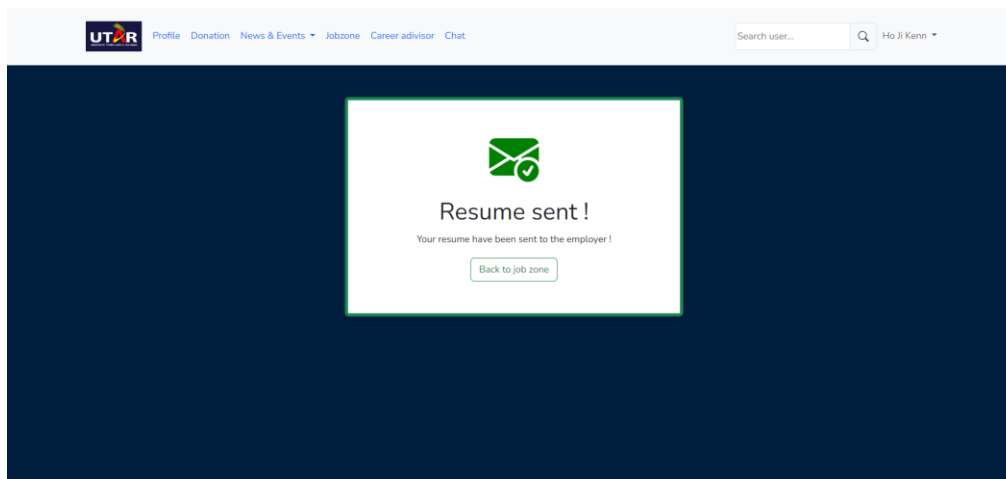 UTAR
Profile Donation News & Events Jobzone Career adivisor Chat
Search user...
Ho Ji Kenn
Resume sent !
Your resume have been sent to the employer !
Back to job zone